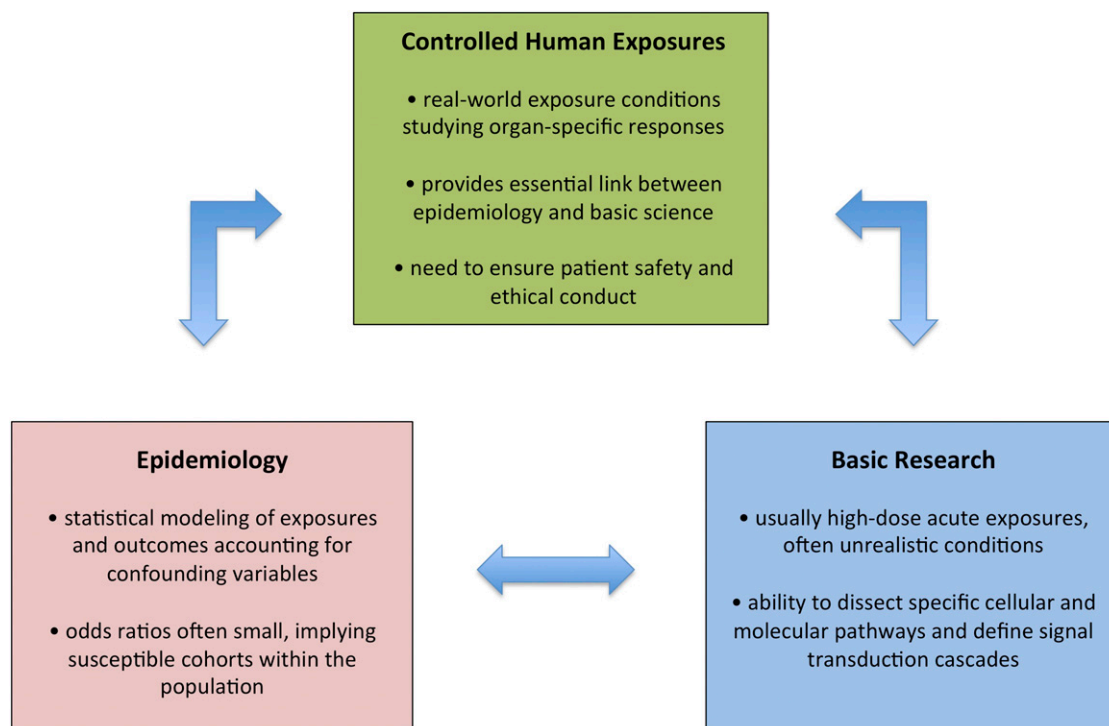 Controlled Human Exposures
• real-world exposure conditions
studying organ-specific responses
• provides essential link between
epidemiology and basic science
• need to ensure patient safety and
ethical conduct
Epidemiology
• statistical modeling of exposures
and outcomes accounting for
confounding variables
• odds ratios often small, implying
susceptible cohorts within the
population
Basic Research
• usually high-dose acute exposures,
often unrealistic conditions
• ability to dissect specific cellular and
molecular pathways and define signal
transduction cascades